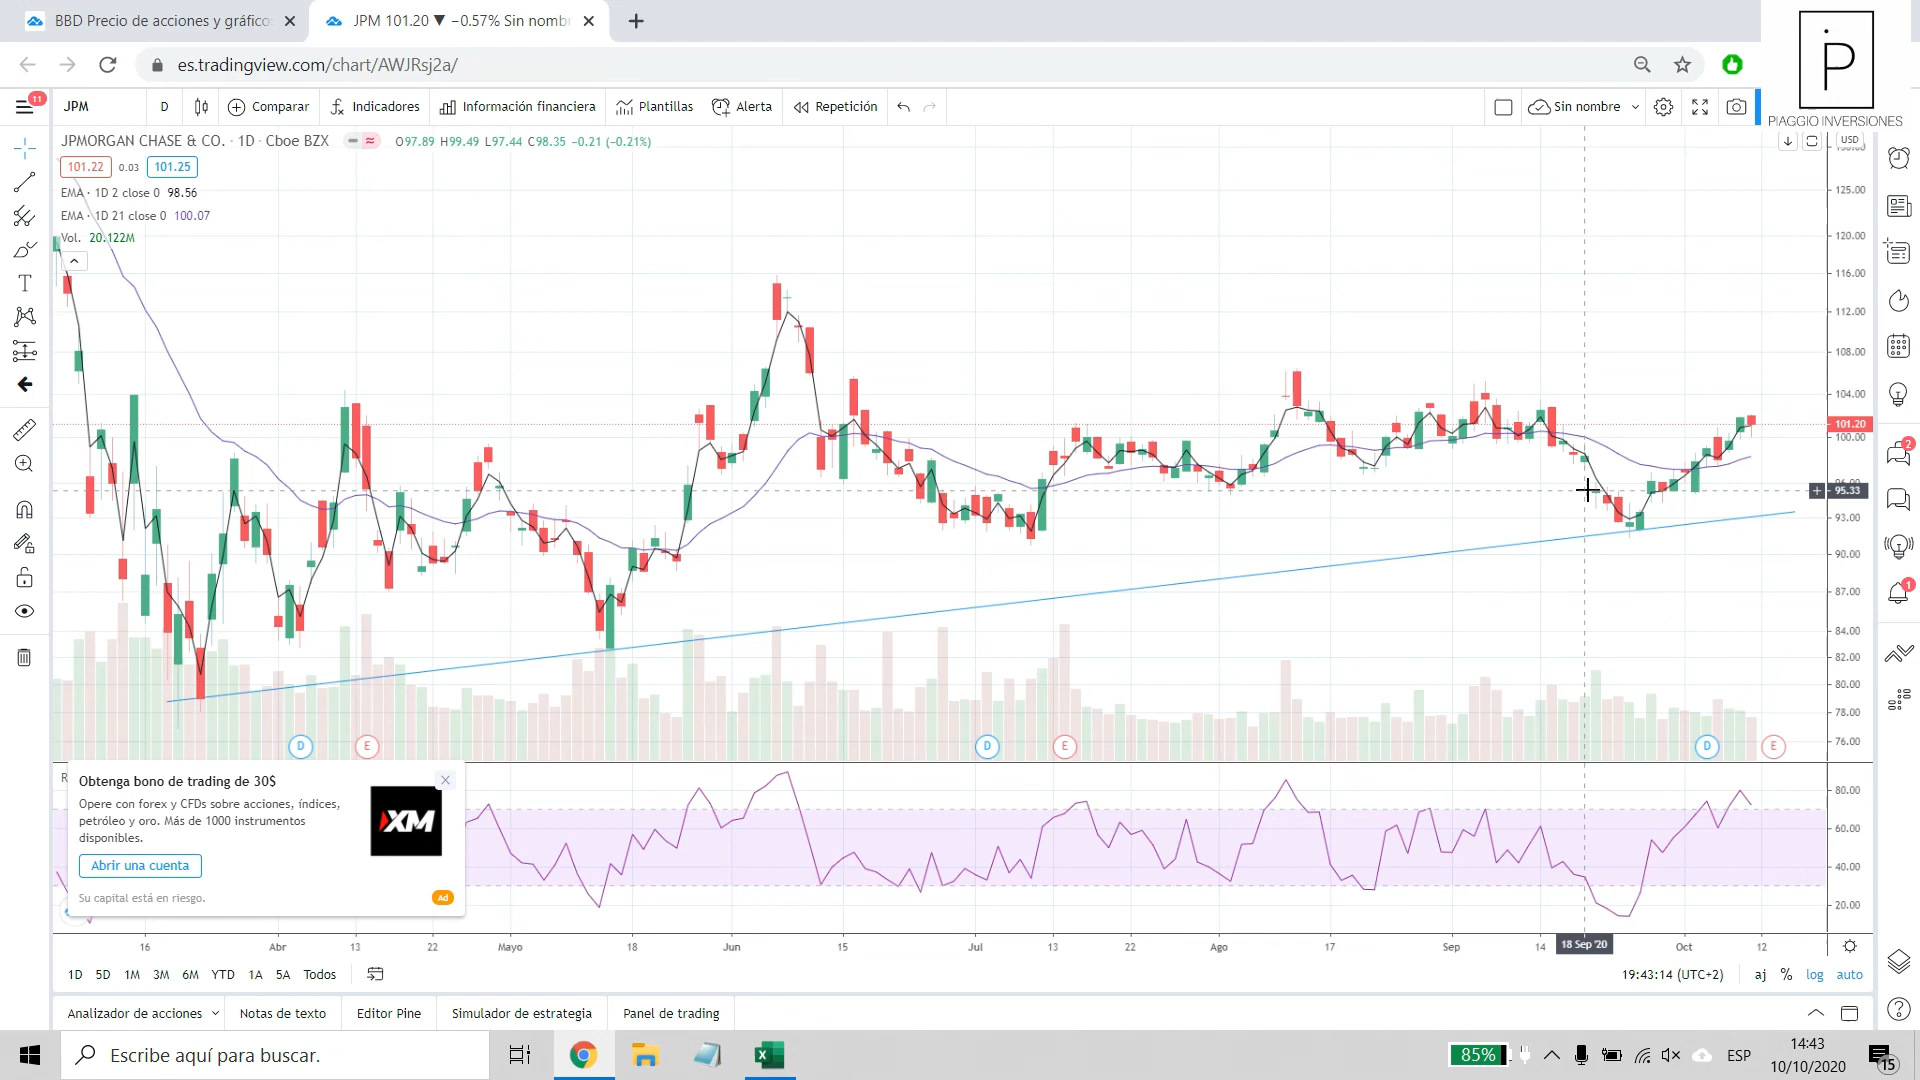 BBD Precio de acciones y gráfico
JPM 101.20 ▼ −0.57% Sin nomb
es.tradingview.com/chart/AWJRsj2a/
P
PIAGGIO INVERSIONES
11
JPM
D
Comparar
Indicadores
Información financiera
Plantillas
Alerta
Repetición
Sin nombre
JPMORGAN CHASE & CO. · 1D · Cboe BZX
O97.89 H99.49 L97.44 C98.35 −0.21 (−0.21%)
USD
101.22 0.03 101.25
EMA · 1D 2 close 0 98.56
EMA · 1D 21 close 0 100.07
Vol. 20.122M
125.00
120.00
116.00
112.00
108.00
104.00
101.20
100.00
95.33
93.00
90.00
87.00
84.00
82.00
80.00
78.00
76.00
D E D E D E
2
1
R
Obtenga bono de trading de 30$
Opere con forex y CFDs sobre acciones, índices,
petróleo y oro. Más de 1000 instrumentos
disponibles.
Abrir una cuenta
Su capital está en riesgo.
XM
Ad
80.00
60.00
40.00
20.00
16 Abr 13 22 Mayo 18 Jun 15 Jul 13 22 Ago 17 Sep 14 18 Sep '20 Oct 12
1D 5D 1M 3M 6M YTD 1A 5A Todos
19:43:14 (UTC+2) aj % log auto
Analizador de acciones
Notas de texto
Editor Pine
Simulador de estrategia
Panel de trading
Escribe aquí para buscar.
85%
ESP
14:43
10/10/2020
15